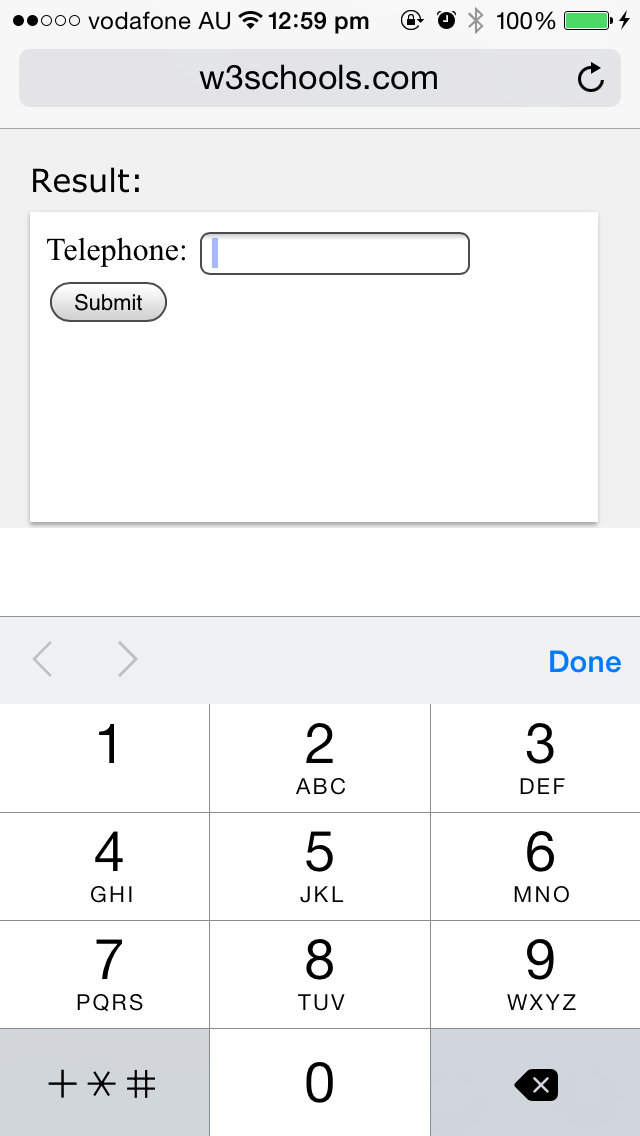 vodafone AU 12:59 pm 100%
w3schools.com
Result:
Telephone:
Submit
Done
1 2 3
ABC DEF
4 5 6
GHI JKL MNO
7 8 9
PQRS TUV WXYZ
+*# 0